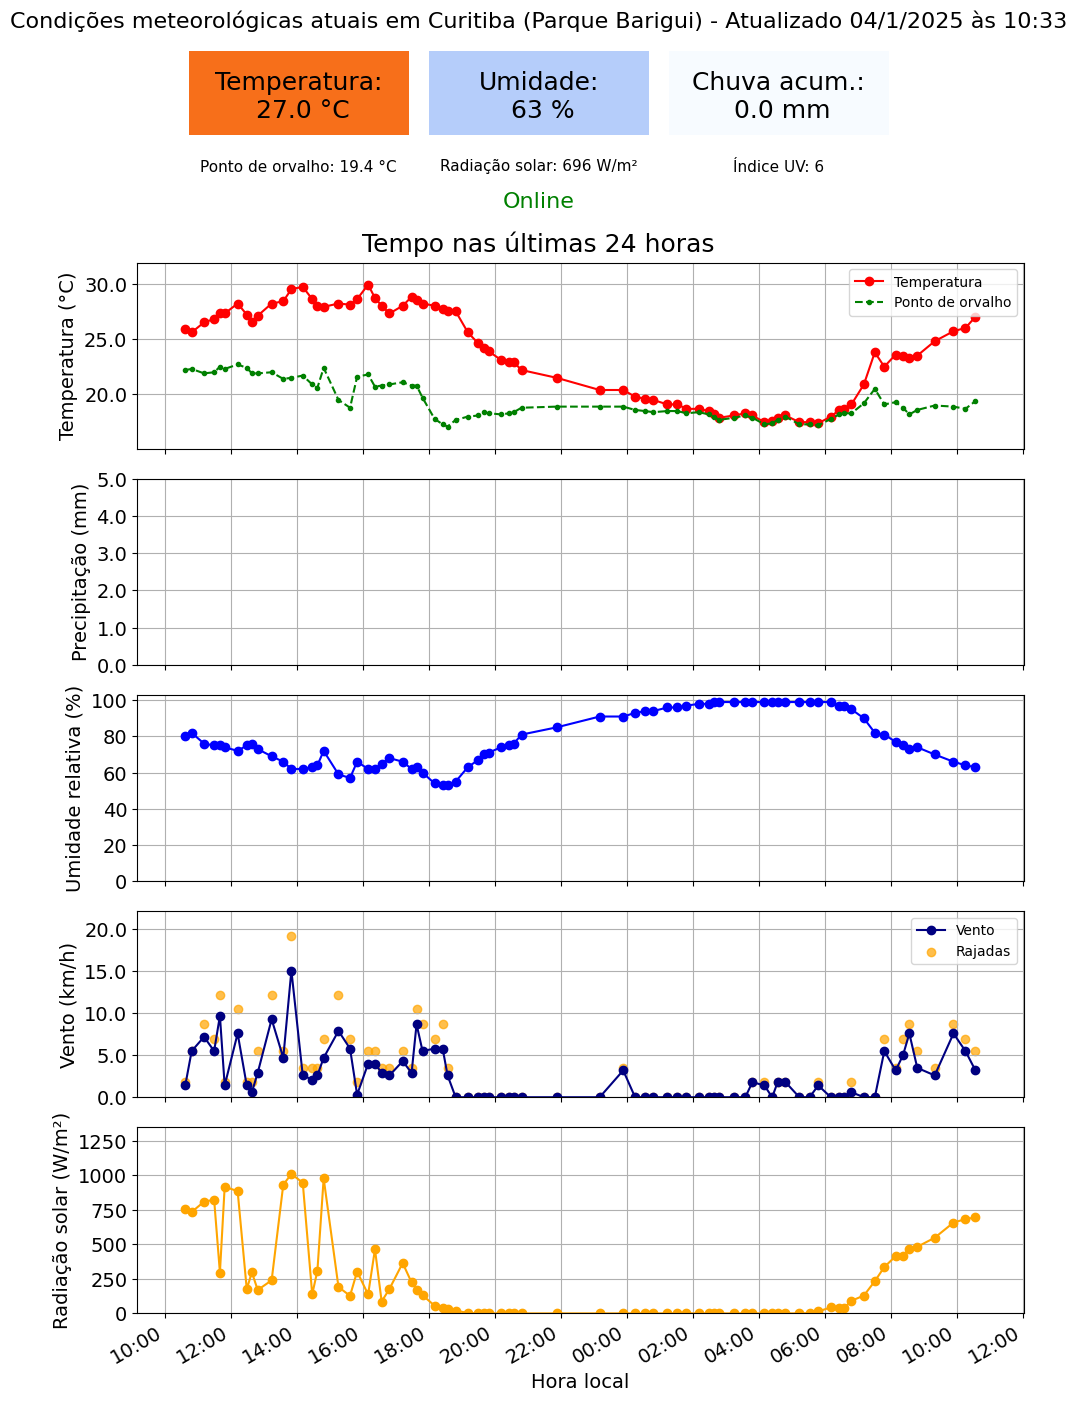 Condições meteorológicas atuais em Curitiba (Parque Barigui) - Atualizado 04/1/2025 às 10:33
Temperatura:
27.0 °C
Umidade:
63 %
Chuva acum.:
0.0 mm
Ponto de orvalho: 19.4 °C
Radiação solar: 696 W/m²
Índice UV: 6
Online
Tempo nas últimas 24 horas
Temperatura (°C)
30.0
25.0
20.0
Temperatura
Ponto de orvalho
Precipitação (mm)
5.0
4.0
3.0
2.0
1.0
0.0
Umidade relativa (%)
100
80
60
40
20
0
Vento (km/h)
20.0
15.0
10.0
5.0
0.0
Vento
Rajadas
Radiação solar (W/m²)
1250
1000
750
500
250
0
10:00 12:00 14:00 16:00 18:00 20:00 22:00 00:00 02:00 04:00 06:00 08:00 10:00 12:00
Hora local